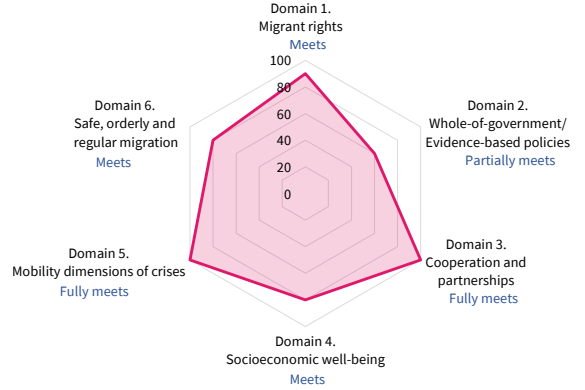 Domain 1.
Migrant rights
Meets
100
80
60
40
20
0
Domain 2.
Whole-of-government/
Evidence-based policies
Partially meets
Domain 3.
Cooperation and
partnerships
Fully meets
Domain 4.
Socioeconomic well-being
Meets
Domain 5.
Mobility dimensions of crises
Fully meets
Domain 6.
Safe, orderly and
regular migration
Meets